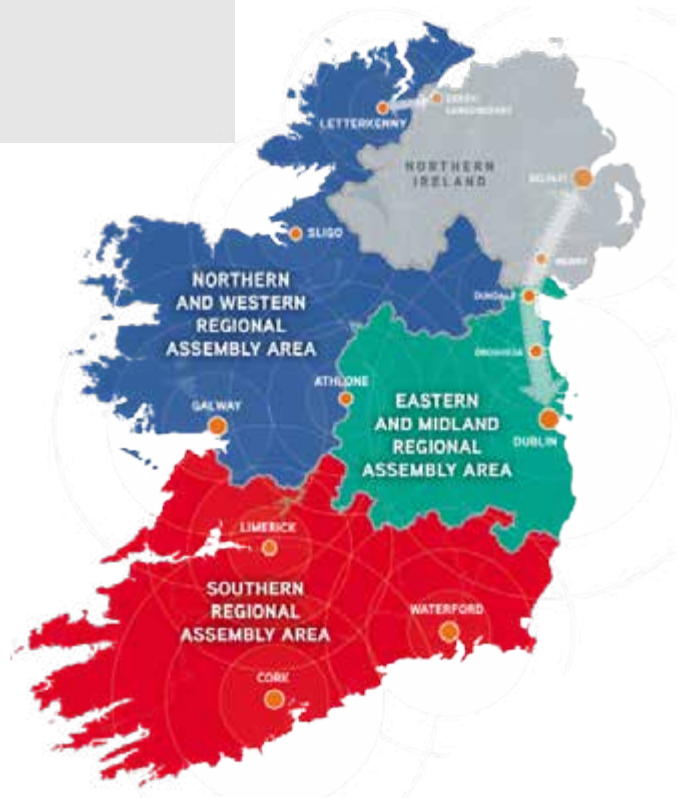 DERRY/
LONDONDERRY
LETTERKENNY
NORTHERN
IRELAND
BELFAST
SLIGO
NEWRY
NORTHERN
AND WESTERN
REGIONAL
ASSEMBLY AREA
DUNDALK
DROGHEDA
ATHLONE
GALWAY
EASTERN
AND MIDLAND
REGIONAL
ASSEMBLY AREA
DUBLIN
LIMERICK
SOUTHERN
REGIONAL
ASSEMBLY AREA
WATERFORD
CORK